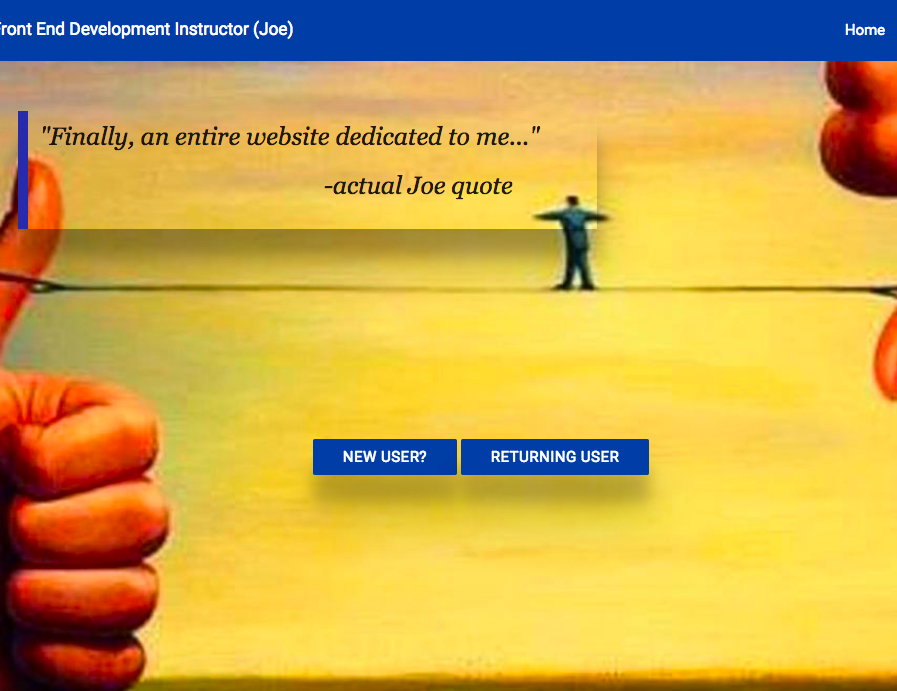 ront End Development Instructor (Joe)
Home
"Finally, an entire website dedicated to me..."
-actual Joe quote
NEW USER?
RETURNING USER